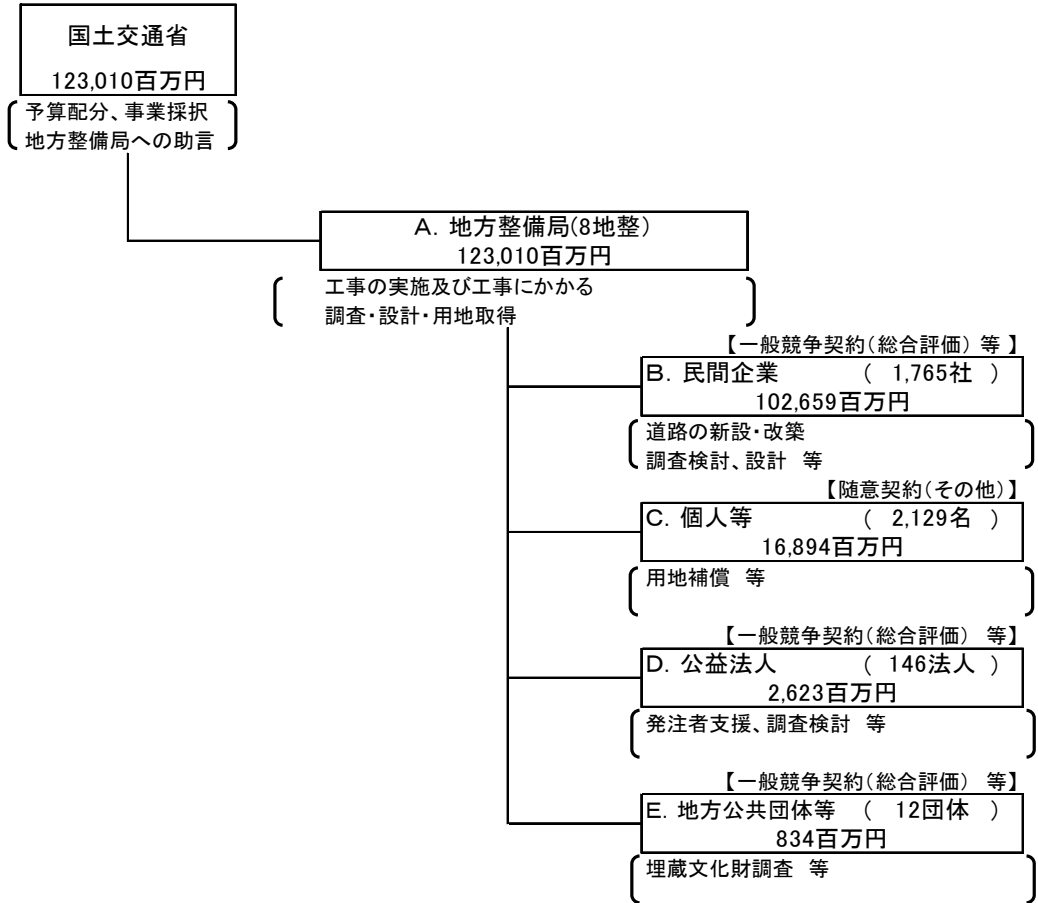 国土交通省
123,010百万円
予算配分、事業採択
地方整備局への助言
A. 地方整備局(8地整)
123,010百万円
工事の実施及び工事にかかる
調査・設計・用地取得
【一般競争契約(総合評価) 等 】
B. 民間企業 ( 1,765社 )
102,659百万円
道路の新設・改築
調査検討、設計 等
【随意契約(その他)】
C. 個人等 ( 2,129名 )
16,894百万円
用地補償 等
【一般競争契約(総合評価) 等】
D. 公益法人 ( 146法人 )
2,623百万円
発注者支援、調査検討 等
【一般競争契約(総合評価) 等】
E. 地方公共団体等 ( 12団体 )
834百万円
埋蔵文化財調査 等